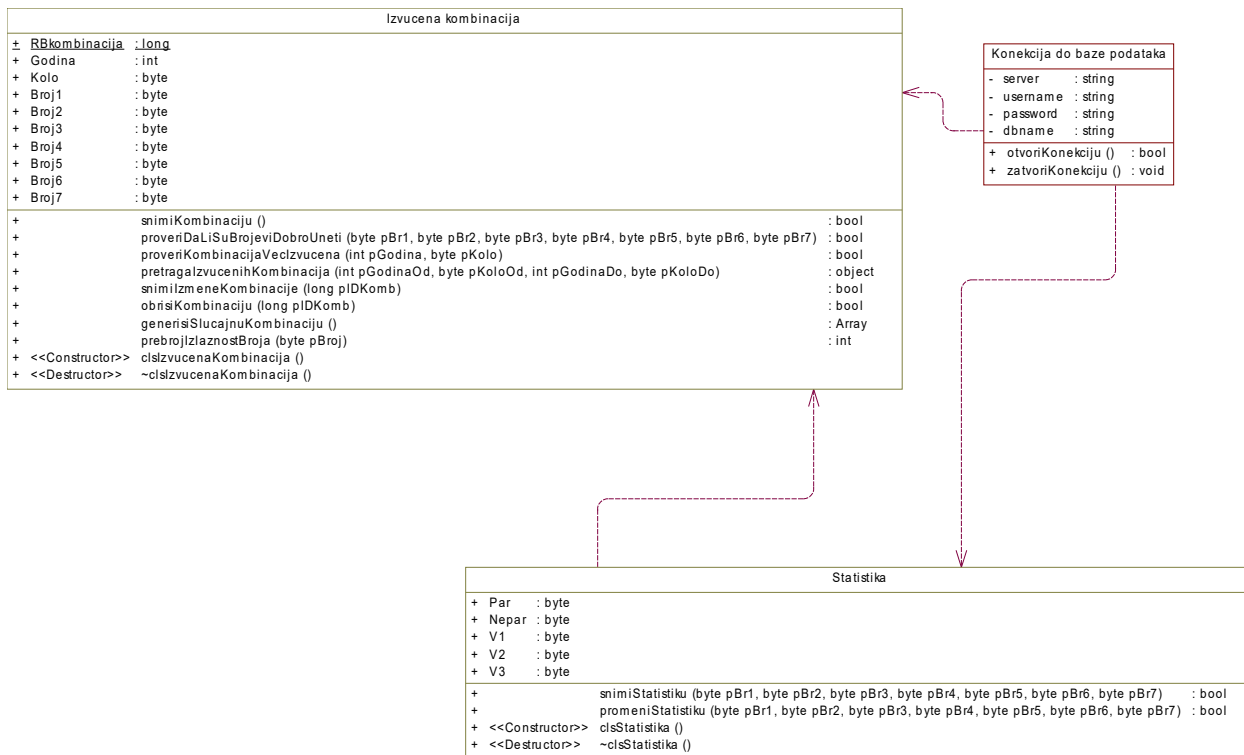 Izvucena kombinacija
+ RBkombinacija : long
+ Godina : int
+ Kolo : byte
+ Broj1 : byte
+ Broj2 : byte
+ Broj3 : byte
+ Broj4 : byte
+ Broj5 : byte
+ Broj6 : byte
+ Broj7 : byte
+ snimiKombinaciju () : bool
+ proveriDaLiSuBrojeviDobroUneti (byte pBr1, byte pBr2, byte pBr3, byte pBr4, byte pBr5, byte pBr6, byte pBr7) : bool
+ proveriKombinacijaVecIzvucena (int pGodina, byte pKolo) : bool
+ pretragaIzvucenihKombinacija (int pGodinaOd, byte pKoloOd, int pGodinaDo, byte pKoloDo) : object
+ snimiIzmeneKombinacije (long pIDKomb) : bool
+ obrisiKombinaciju (long pIDKomb) : bool
+ generisiSlucajnuKombinaciju () : Array
+ prebrojIzlaznostBroja (byte pBroj) : int
+ <<Constructor>> clsIzvucenaKombinacija ()
+ <<Destructor>> ~clsIzvucenaKombinacija ()
Konekcija do baze podataka
- server : string
- username : string
- password : string
- dbname : string
+ otvoriKonekciju () : bool
+ zatvoriKonekciju () : void
Statistika
+ Par : byte
+ Nepar : byte
+ V1 : byte
+ V2 : byte
+ V3 : byte
+ snimiStatistiku (byte pBr1, byte pBr2, byte pBr3, byte pBr4, byte pBr5, byte pBr6, byte pBr7) : bool
+ promeniStatistiku (byte pBr1, byte pBr2, byte pBr3, byte pBr4, byte pBr5, byte pBr6, byte pBr7) : bool
+ <<Constructor>> clsStatistika ()
+ <<Destructor>> ~clsStatistika ()